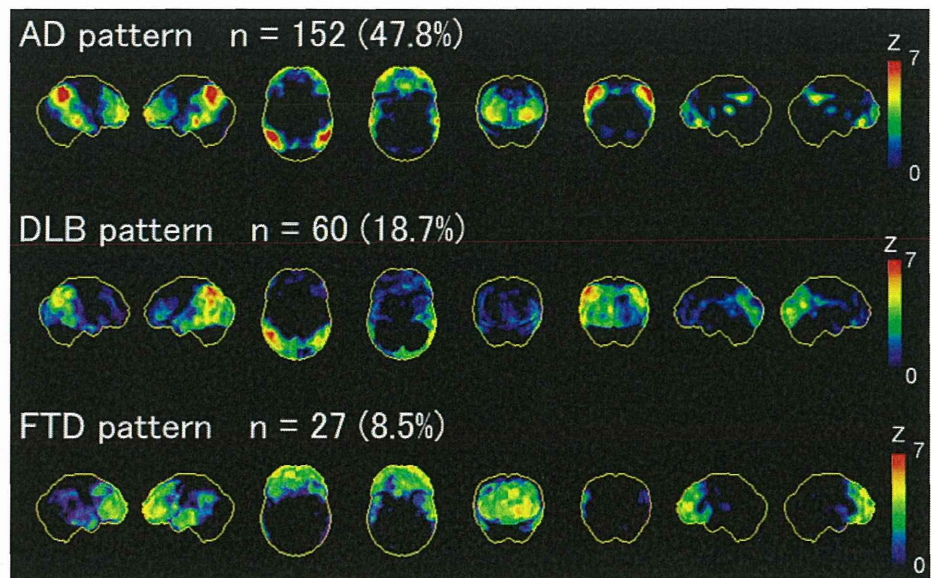 AD pattern n = 152 (47.8%)
Z
7
0
DLB pattern n = 60 (18.7%)
Z
7
0
FTD pattern n = 27 (8.5%)
Z
7
0